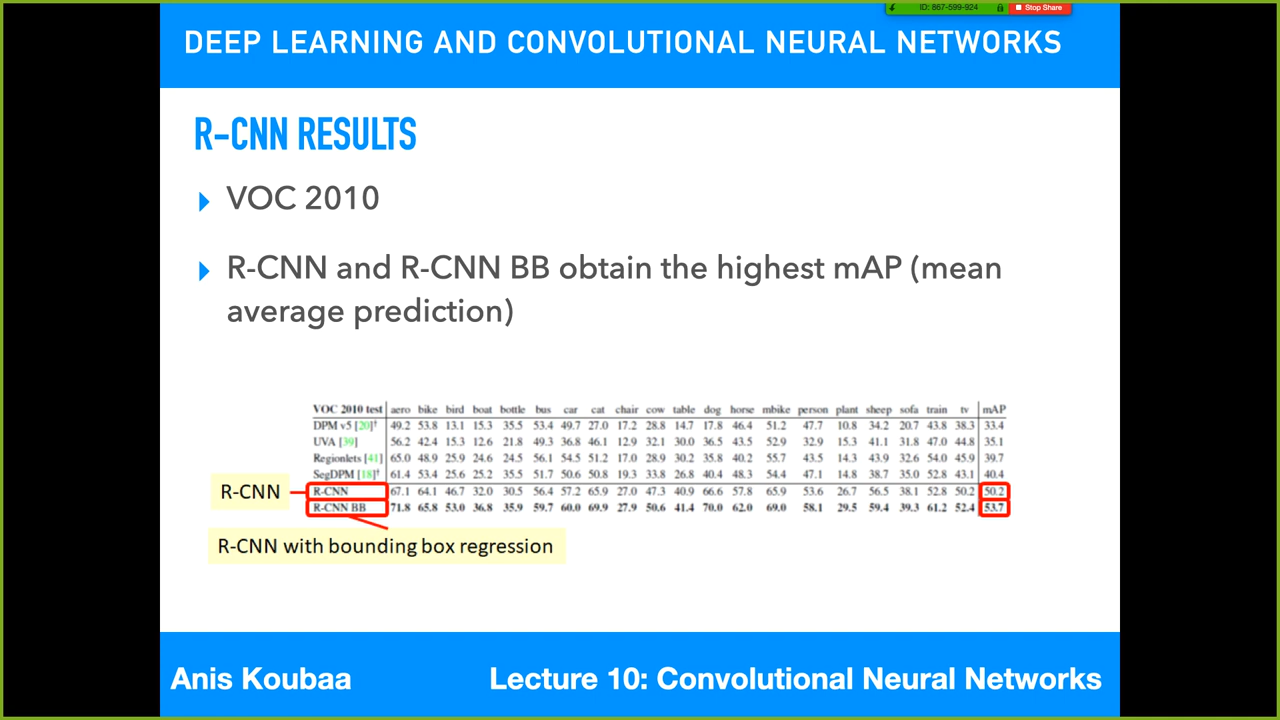 ID: 867-599-924 Stop Share
DEEP LEARNING AND CONVOLUTIONAL NEURAL NETWORKS
R-CNN RESULTS
VOC 2010
R-CNN and R-CNN BB obtain the highest mAP (mean
average prediction)
VOC 2010 test aero bike bird boat bottle bus car cat chair cow table dog horse mbike person plant sheep sofa train tv mAP
DPM v5 [20]† 49.2 53.8 13.1 15.3 35.5 53.4 49.7 27.0 17.2 28.8 14.7 17.8 46.4 51.2 47.7 10.8 34.2 20.7 43.8 38.3 33.4
UVA [39] 56.2 42.4 15.3 12.6 21.8 49.3 36.8 46.1 12.9 32.1 30.0 36.5 43.5 52.9 32.9 15.3 41.1 31.8 47.0 44.8 35.1
Regionlets [41] 65.0 48.9 25.9 24.6 24.5 56.1 54.5 51.2 17.0 28.9 30.2 35.8 40.2 55.7 43.5 14.3 43.9 32.6 54.0 45.9 39.7
SegDPM [18]† 61.4 53.4 25.6 25.2 35.5 51.7 50.6 50.8 19.3 33.8 26.8 40.4 48.3 54.4 47.1 14.8 38.7 35.0 52.8 43.1 40.4
R-CNN
R-CNN 67.1 64.1 46.7 32.0 30.5 56.4 57.2 65.9 27.0 47.3 40.9 66.6 57.8 65.9 53.6 26.7 56.5 38.1 52.8 50.2 50.2
R-CNN BB 71.8 65.8 53.0 36.8 35.9 59.7 60.0 69.9 27.9 50.6 41.4 70.0 62.0 69.0 58.1 29.5 59.4 39.3 61.2 52.4 53.7
R-CNN with bounding box regression
Anis Koubaa
Lecture 10: Convolutional Neural Networks